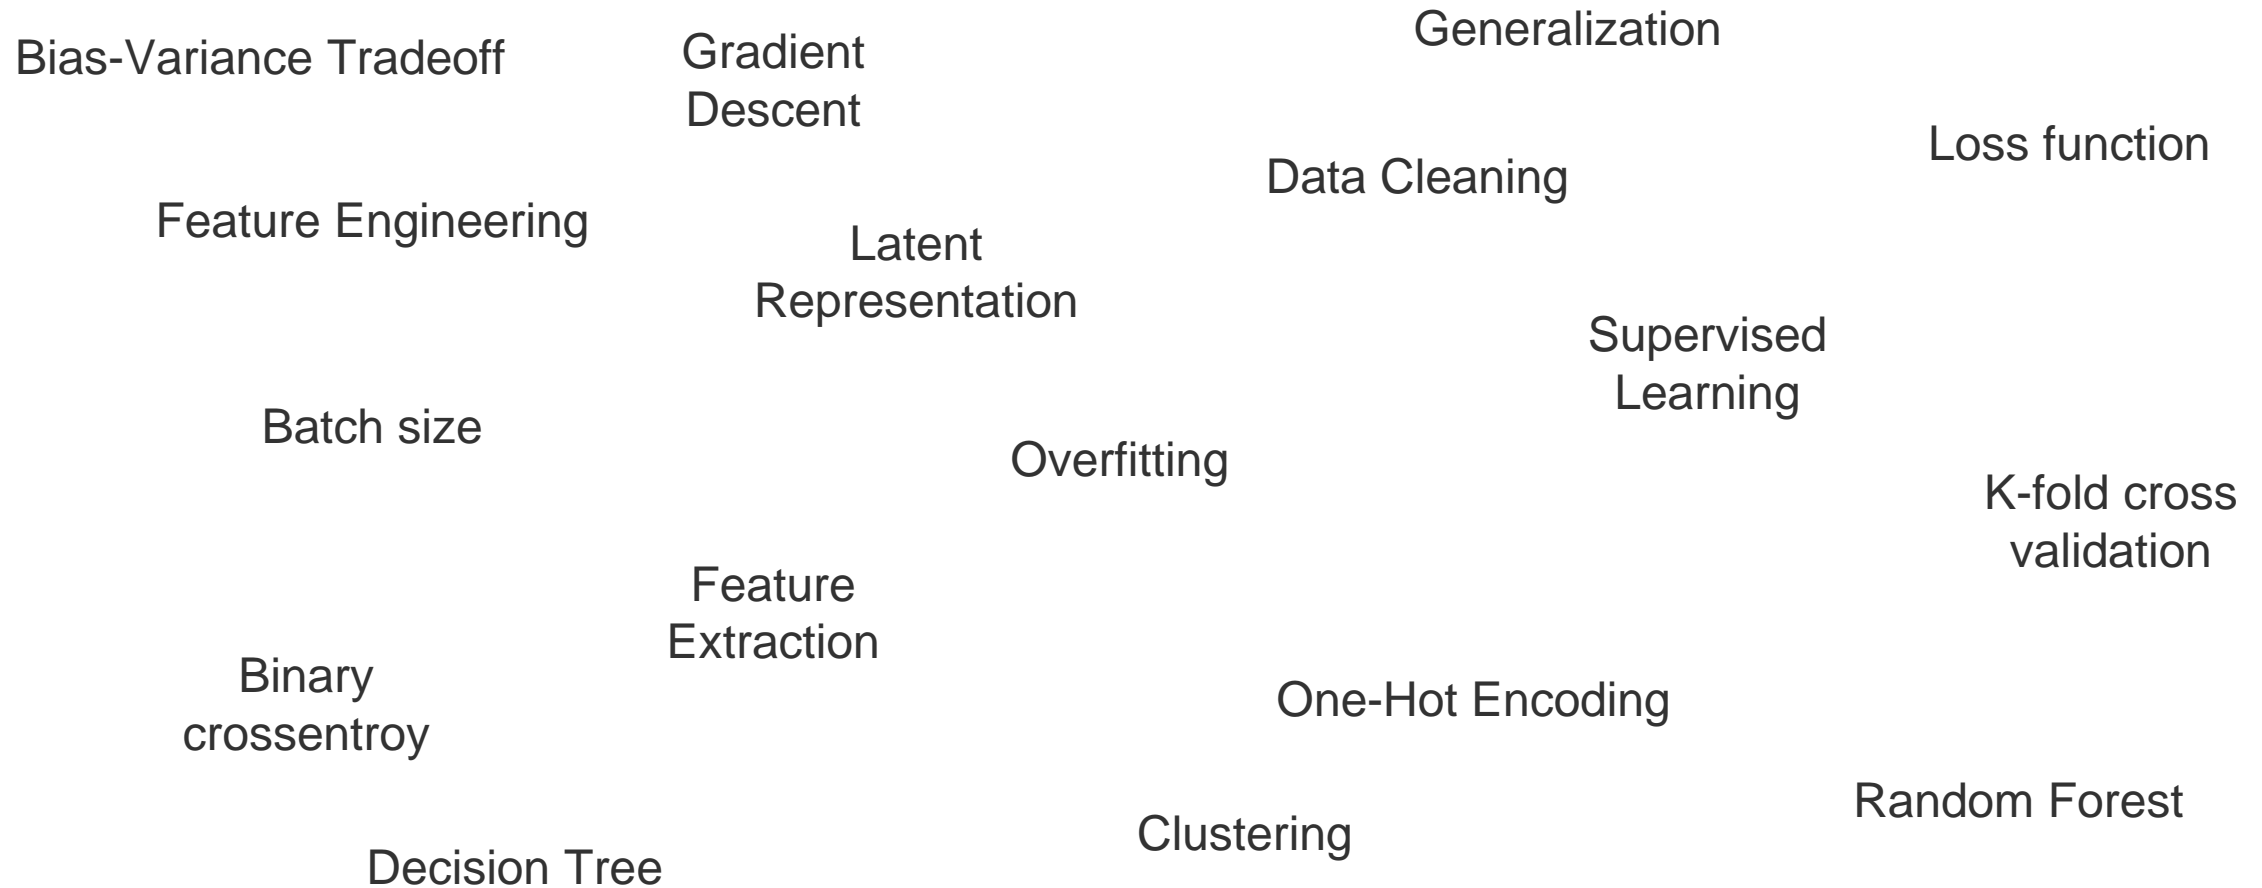 Bias-Variance Tradeoff
Gradient
Descent
Generalization
Loss function
Data Cleaning
Feature Engineering
Latent
Representation
Supervised
Learning
Batch size
Overfitting
K-fold cross
validation
Feature
Extraction
Binary
crossentroy
One-Hot Encoding
Random Forest
Clustering
Decision Tree